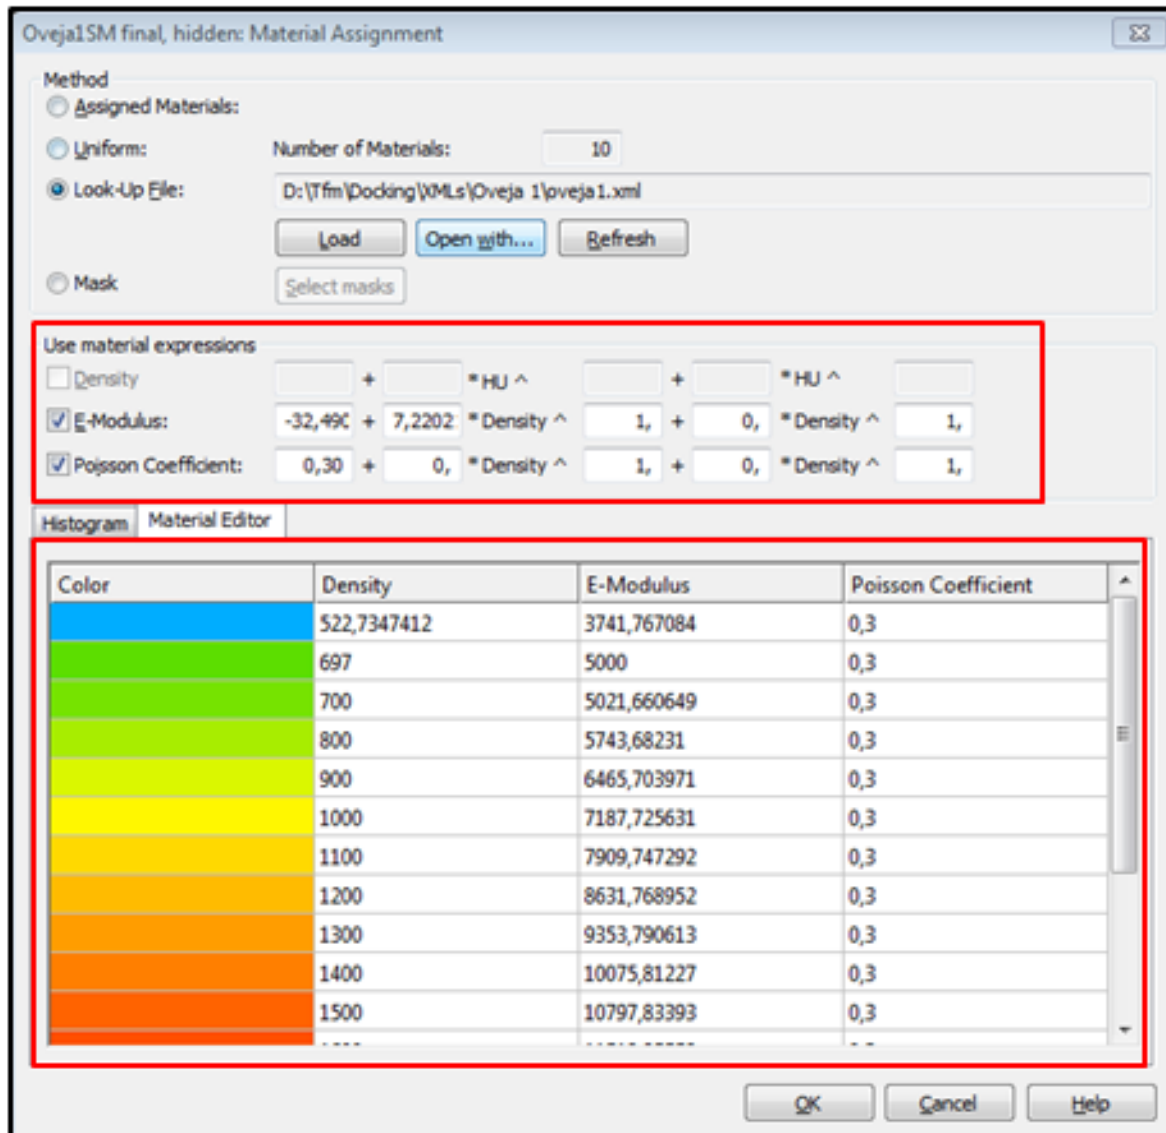 Oveja1SM final, hidden: Material Assignment
Method
Assigned Materials:
Uniform: Number of Materials: 10
Look-Up File: D:\Tfm\Docking\XMLs\Oveja 1\oveja1.xml
Load Open with... Refresh
Mask Select masks
Use material expressions
Density + * HU ^ + * HU ^
E-Modulus: -32,490 + 7,2202 * Density ^ 1, + 0, * Density ^ 1,
Poisson Coefficient: 0,30 + 0, * Density ^ 1, + 0, * Density ^ 1,
Histogram Material Editor
Color Density E-Modulus Poisson Coefficient
522,7347412 3741,767084 0,3
697 5000 0,3
700 5021,660649 0,3
800 5743,68231 0,3
900 6465,703971 0,3
1000 7187,725631 0,3
1100 7909,747292 0,3
1200 8631,768952 0,3
1300 9353,790613 0,3
1400 10075,81227 0,3
1500 10797,83393 0,3
OK Cancel Help